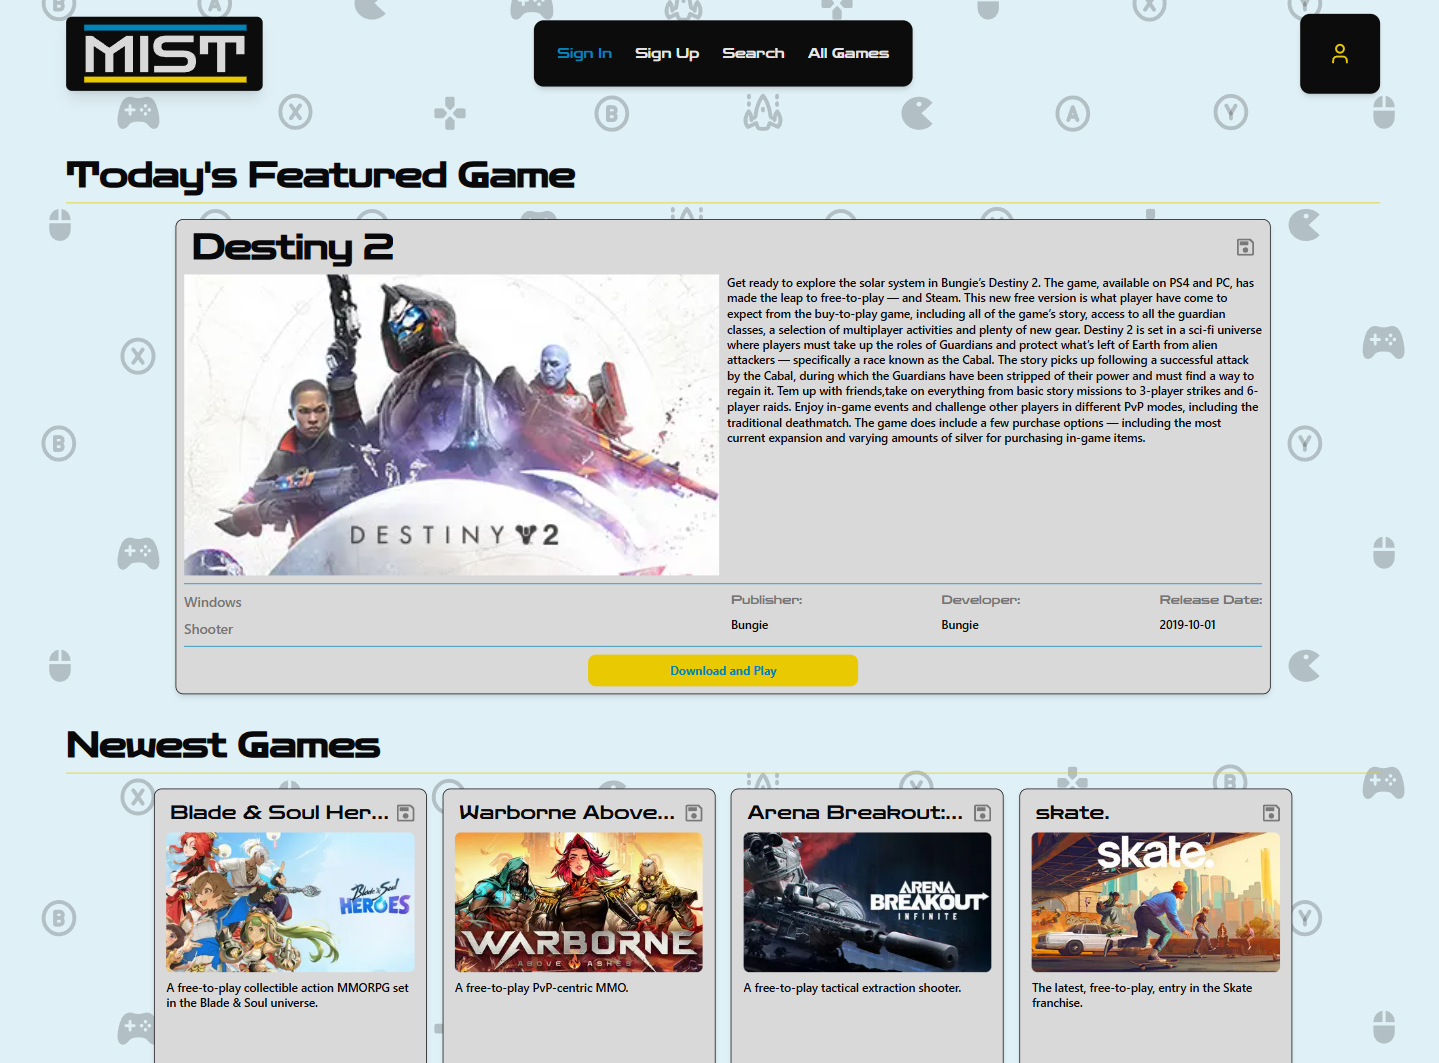 MIST
Sign In Sign Up Search All Games
X B A Y
Today's Featured Game
Destiny 2
Get ready to explore the solar system in Bungie’s Destiny 2. The game, available on PS4 and PC, has
made the leap to free-to-play — and Steam. This new free version is what player have come to
expect from the buy-to-play game, including all of the game’s story, access to all the guardian
classes, a selection of multiplayer activities and plenty of new gear. Destiny 2 is set in a sci-fi universe
where players must take up the roles of Guardians and protect what’s left of Earth from alien
attackers — specifically a race known as the Cabal. The story picks up following a successful attack
by the Cabal, during which the Guardians have been stripped of their power and must find a way to
regain it. Tem up with friends,take on everything from basic story missions to 3-player strikes and 6-
player raids. Enjoy in-game events and challenge other players in different PvP modes, including the
traditional deathmatch. The game does include a few purchase options — including the most
current expansion and varying amounts of silver for purchasing in-game items.
DESTINY 2
Windows
Shooter
Publisher:
Bungie
Developer:
Bungie
Release Date:
2019-10-01
Download and Play
Newest Games
Blade & Soul Her...
Blade & Soul
HEROES
A free-to-play collectible action MMORPG set
in the Blade & Soul universe.
Warborne Above...
WARBORNE
ABOVE ASHES
A free-to-play PvP-centric MMO.
Arena Breakout:...
ARENA
BREAKOUT
INFINITE
A free-to-play tactical extraction shooter.
skate.
skate.
The latest, free-to-play, entry in the Skate
franchise.